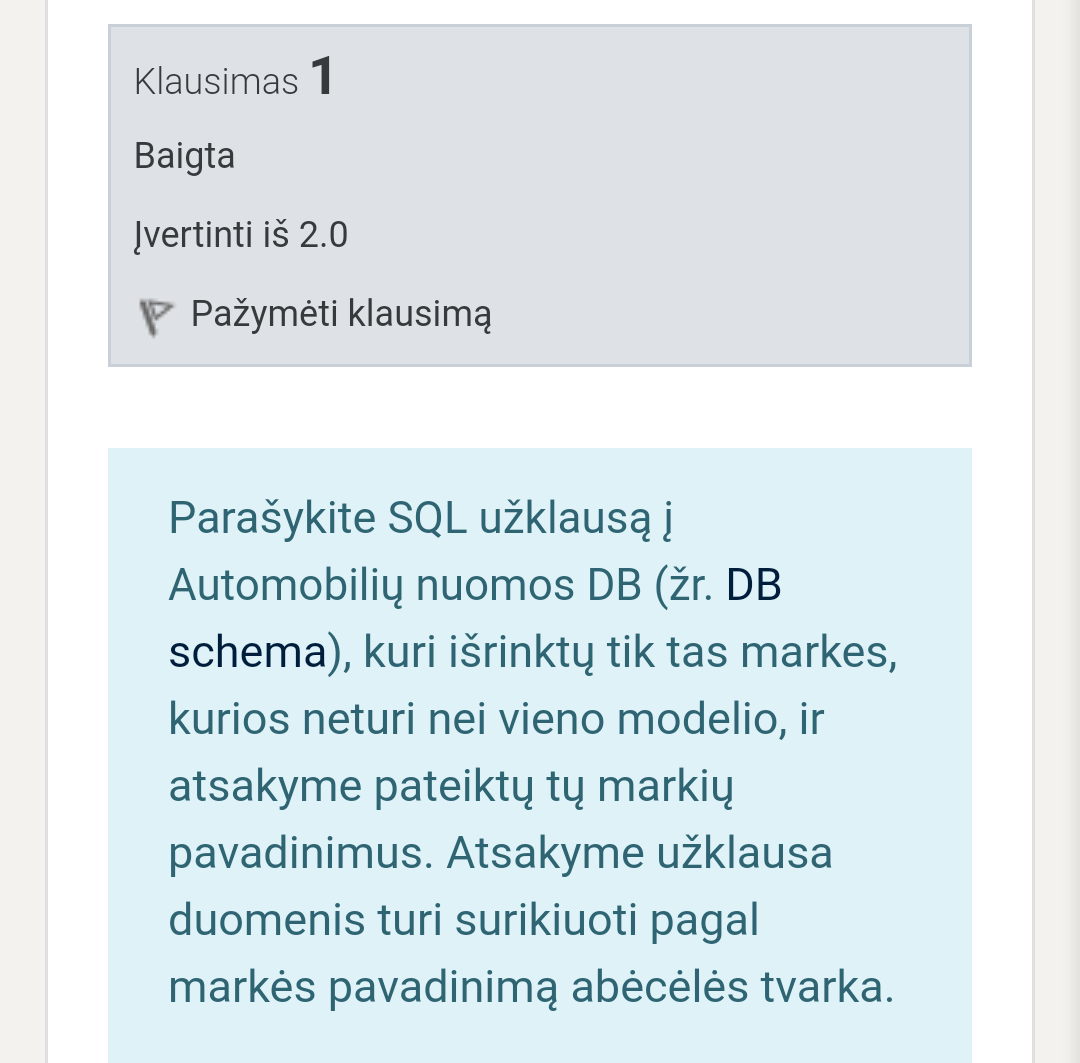 Klausimas 1
Baigta
Įvertinti iš 2.0
Pažymėti klausimą
Parašykite SQL užklausą į
Automobilių nuomos DB (žr. DB
schema), kuri išrinktų tik tas markes,
kurios neturi nei vieno modelio, ir
atsakyme pateiktų tų markių
pavadinimus. Atsakyme užklausa
duomenis turi surikiuoti pagal
markės pavadinimą abėcėlės tvarka.